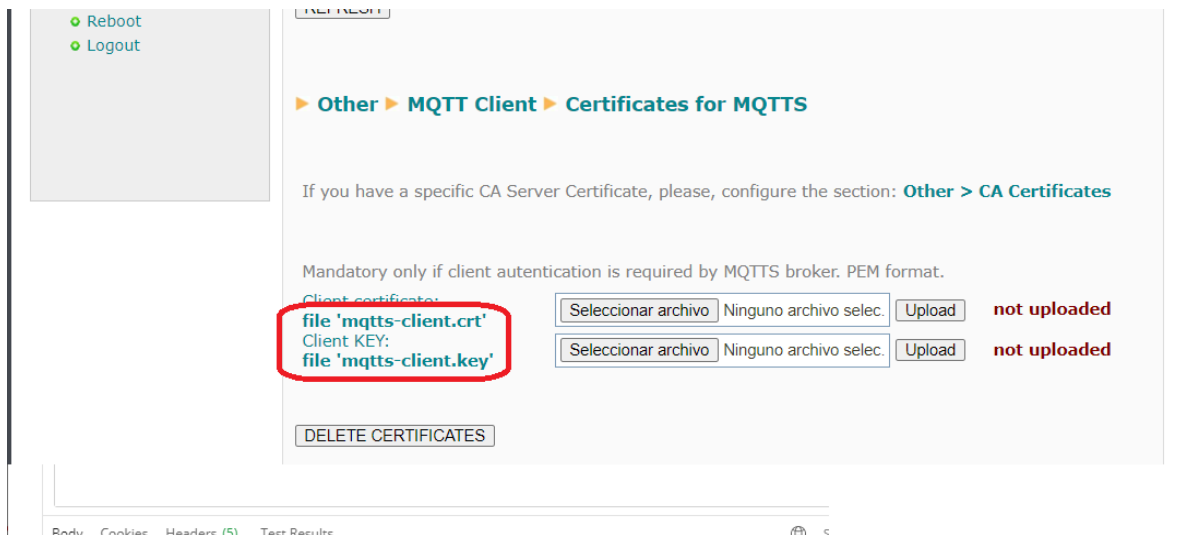 Reboot
REFRESH
Logout
Other MQTT Client Certificates for MQTTS
If you have a specific CA Server Certificate, please, configure the section: Other > CA Certificates
Mandatory only if client autentication is required by MQTTS broker. PEM format.
Client certificate:
file 'mqtts-client.crt'
Seleccionar archivo Ninguno archivo selec. Upload not uploaded
Client KEY:
file 'mqtts-client.key'
Seleccionar archivo Ninguno archivo selec. Upload not uploaded
DELETE CERTIFICATES
Body Cookies Headers (5) Test Results